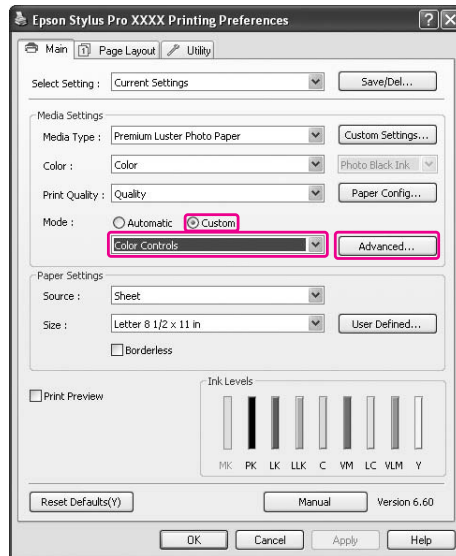 Epson Stylus Pro XXXX Printing Preferences
Main Page Layout Utility
Select Setting : Current Settings Save/Del...
Media Settings
Media Type : Premium Luster Photo Paper Custom Settings...
Color : Color Photo Black Ink
Print Quality : Quality Paper Config...
Mode : Automatic Custom
Color Controls Advanced...
Paper Settings
Source : Sheet
Size : Letter 8 1/2 x 11 in User Defined...
Borderless
Print Preview
Ink Levels
MK PK LK LLK C VM LC VLM Y
Reset Defaults(Y) Manual Version 6.60
OK Cancel Apply Help